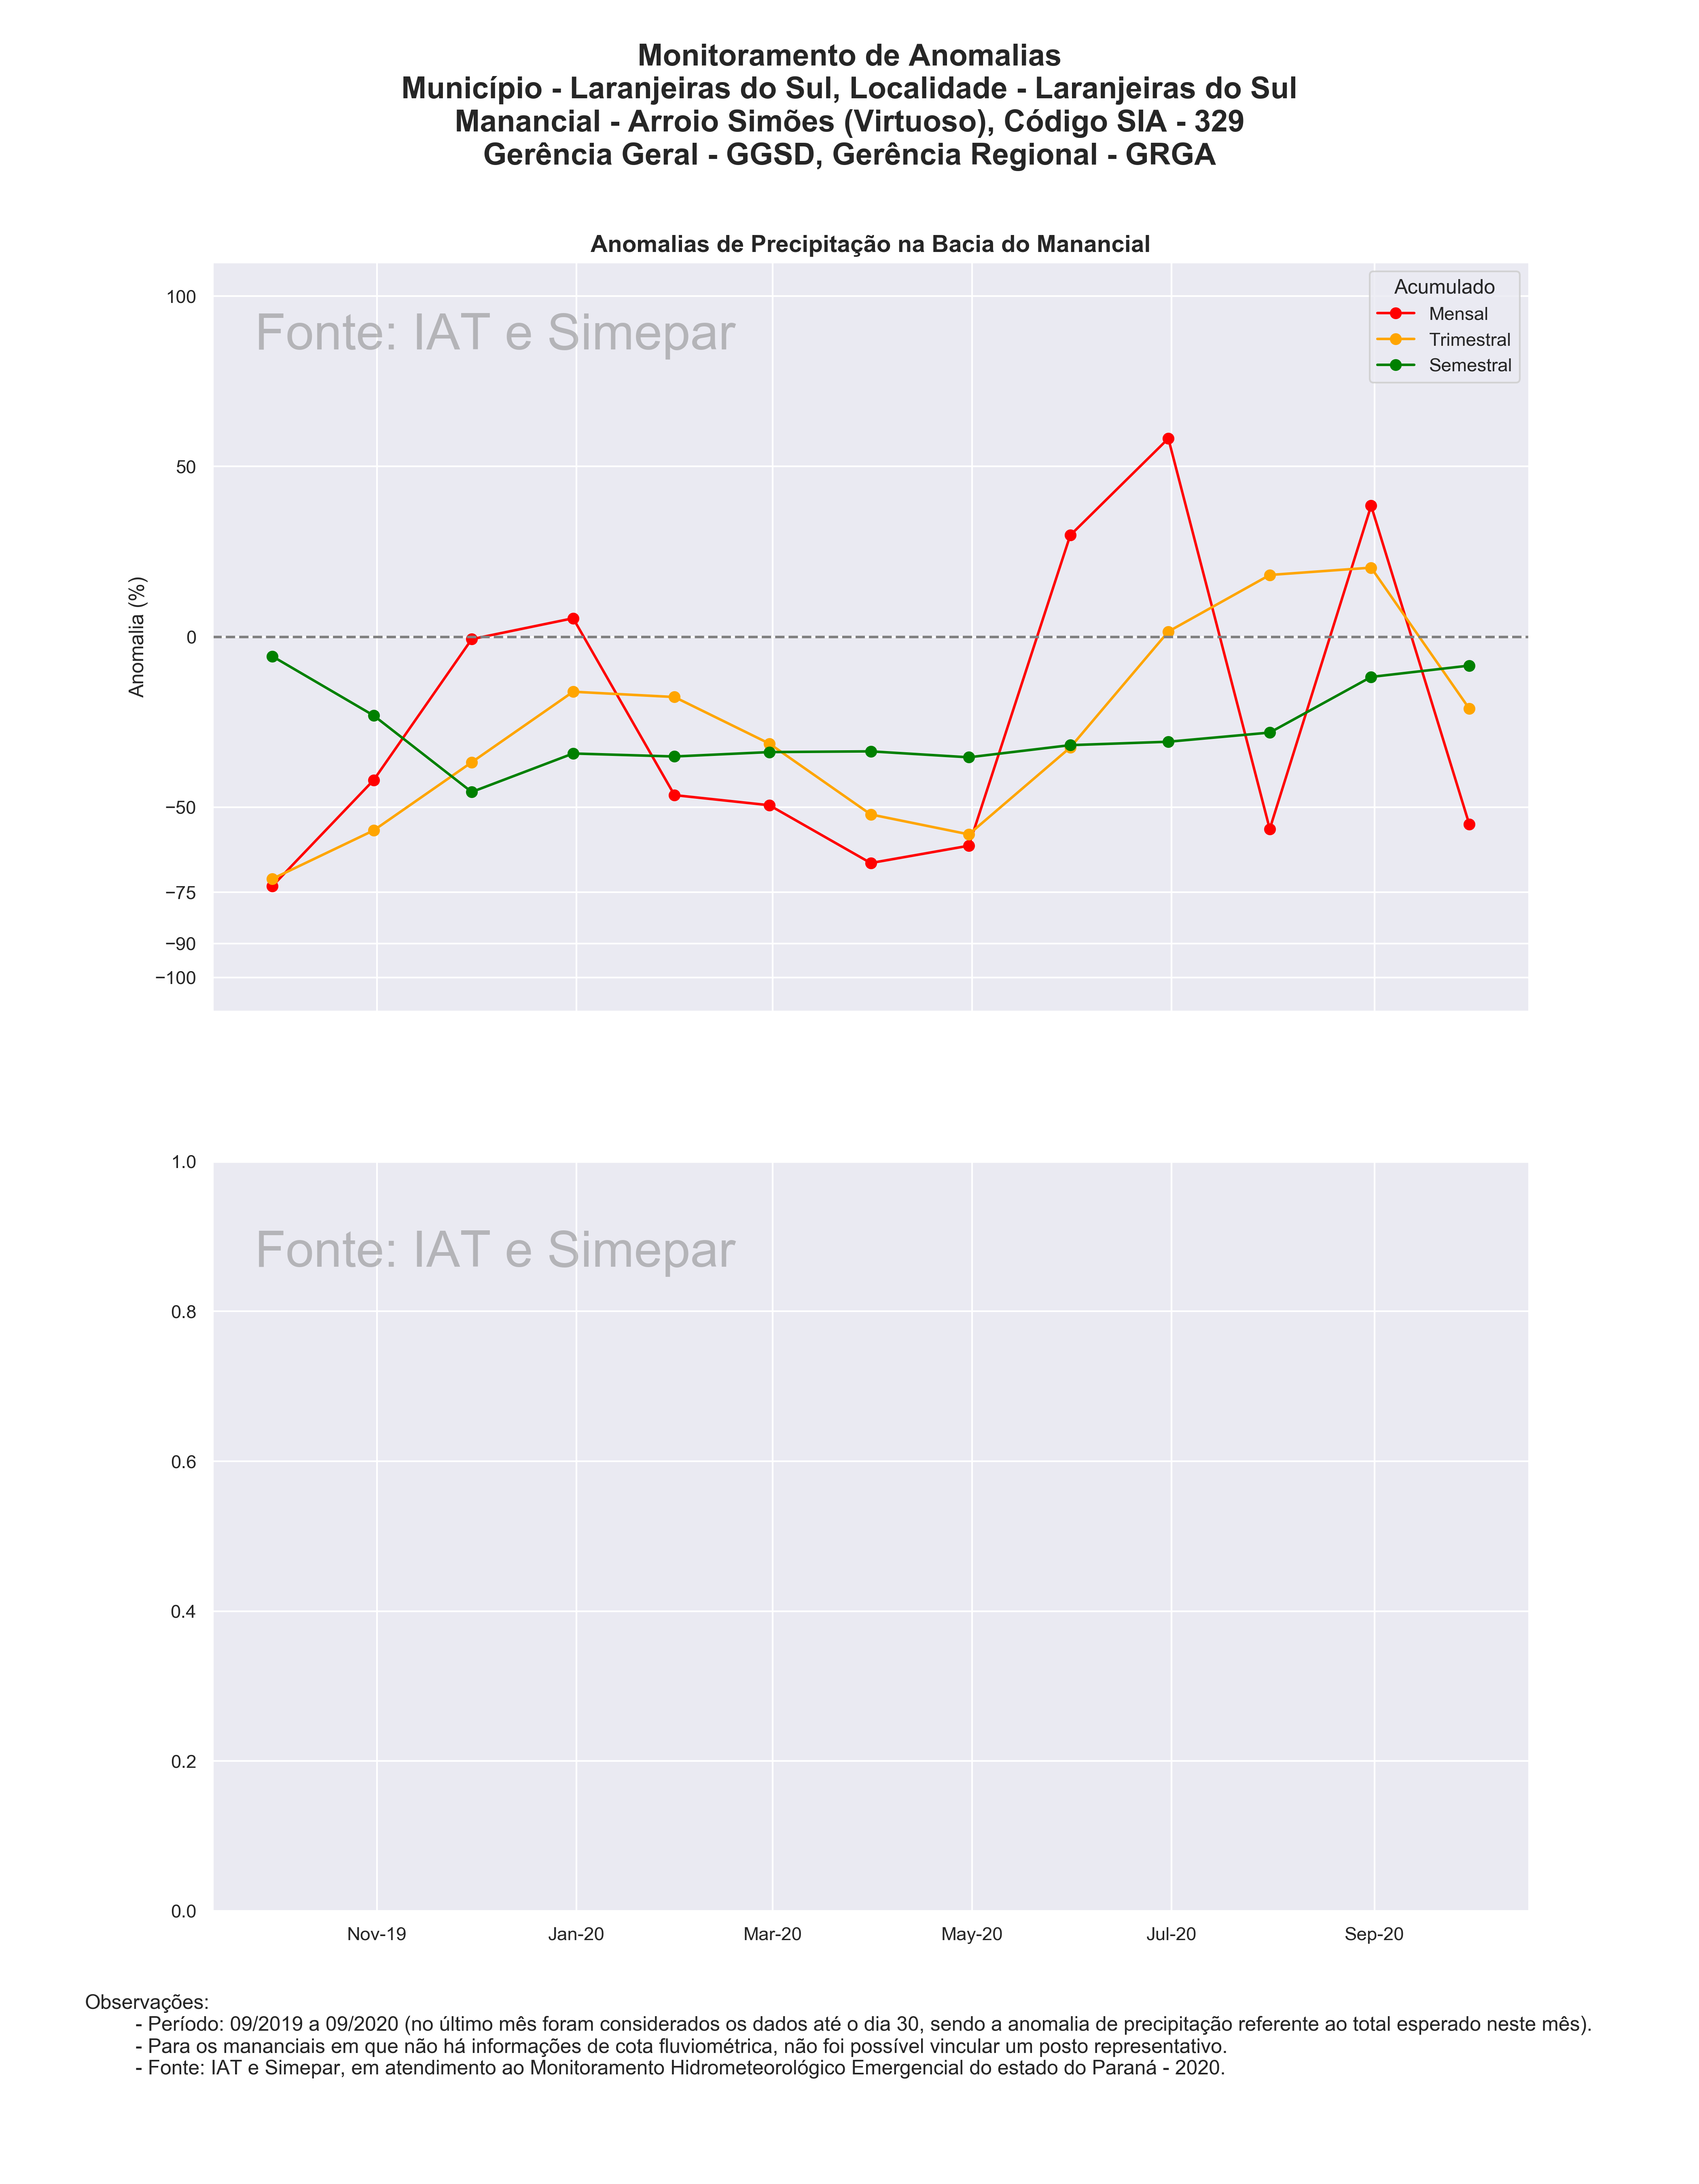 Monitoramento de Anomalias
Município - Laranjeiras do Sul, Localidade - Laranjeiras do Sul
Manancial - Arroio Simões (Virtuoso), Código SIA - 329
Gerência Geral - GGSD, Gerência Regional - GRGA
Anomalias de Precipitação na Bacia do Manancial
Fonte: IAT e Simepar
Acumulado
Mensal
Trimestral
Semestral
Anomalia (%)
100
50
0
−50
−75
−90
−100
Fonte: IAT e Simepar
1.0
0.8
0.6
0.4
0.2
0.0
Nov-19 Jan-20 Mar-20 May-20 Jul-20 Sep-20
Observações:
- Período: 09/2019 a 09/2020 (no último mês foram considerados os dados até o dia 30, sendo a anomalia de precipitação referente ao total esperado neste mês).
- Para os mananciais em que não há informações de cota fluviométrica, não foi possível vincular um posto representativo.
- Fonte: IAT e Simepar, em atendimento ao Monitoramento Hidrometeorológico Emergencial do estado do Paraná - 2020.